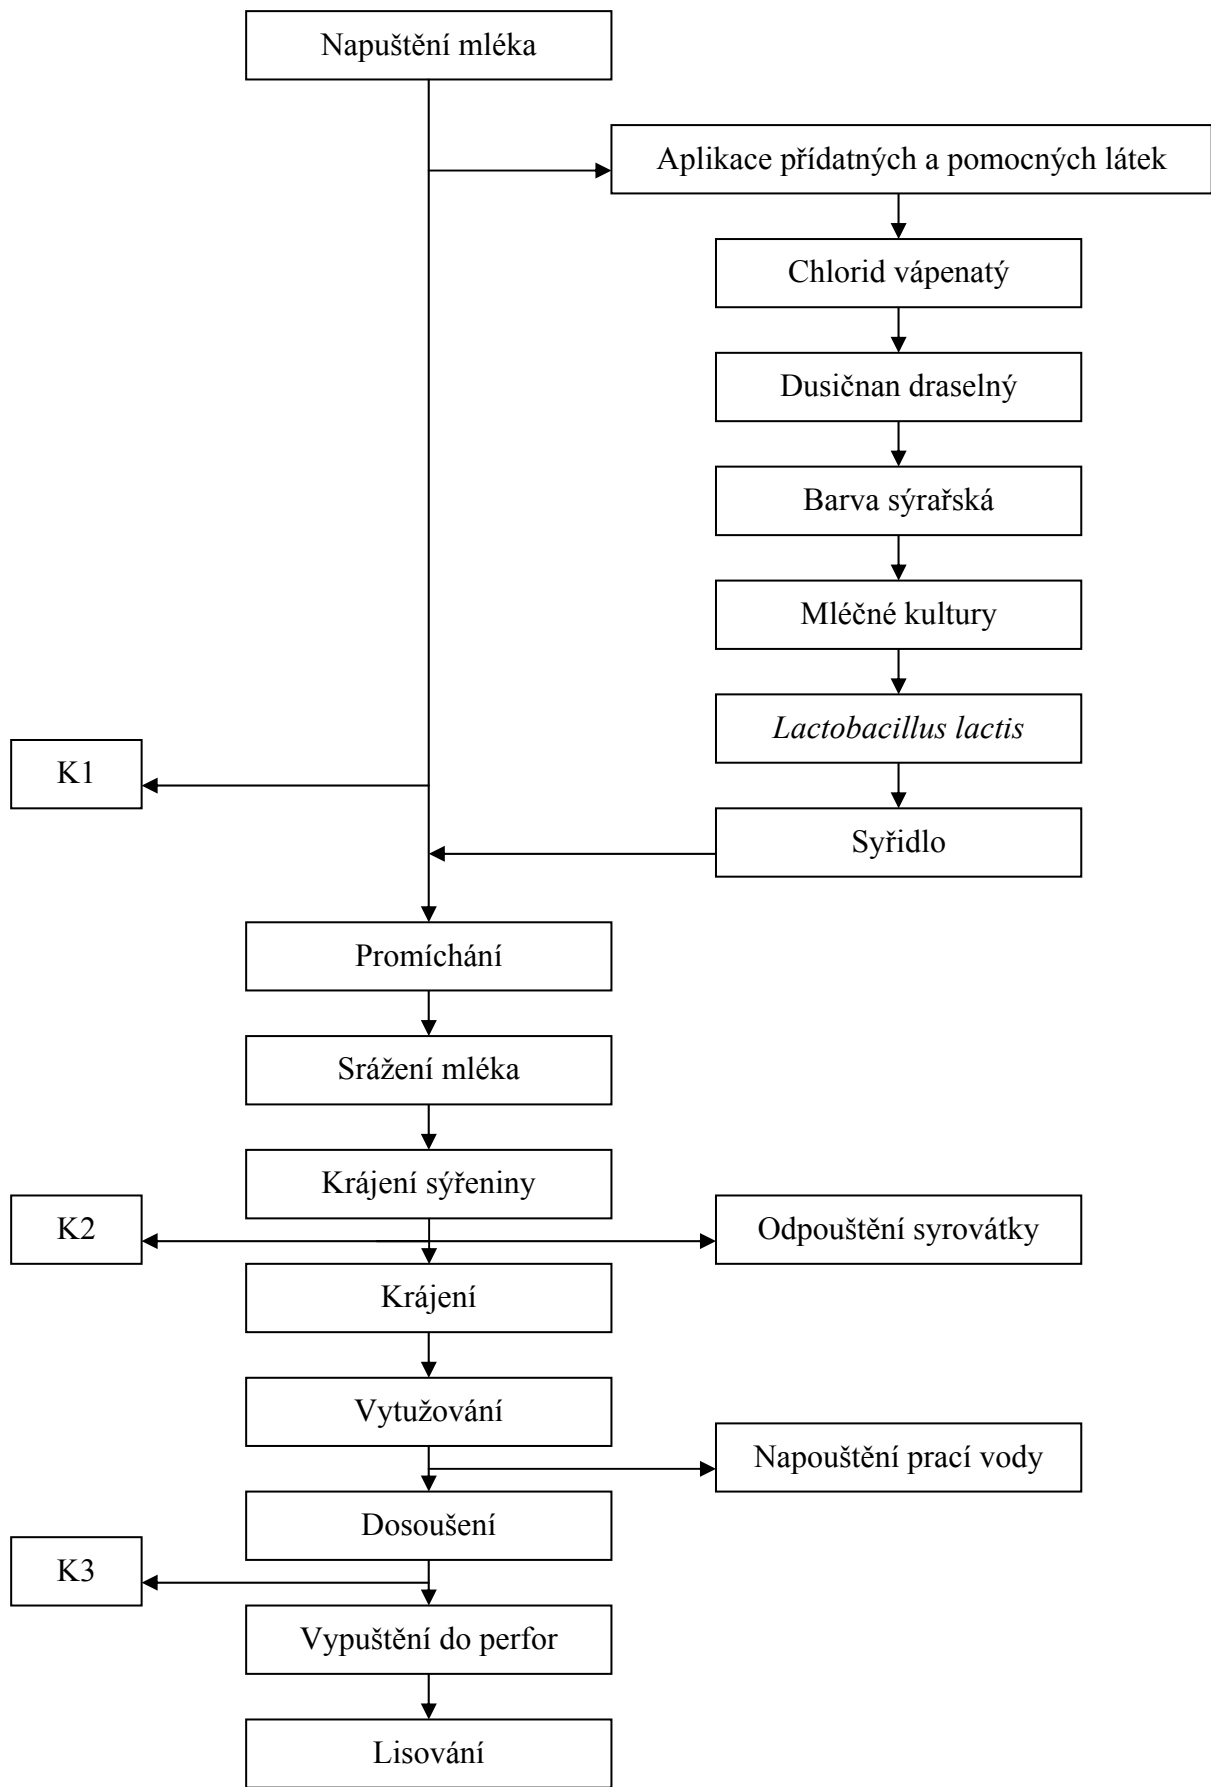 Napuštění mléka
Aplikace přídatných a pomocných látek
Chlorid vápenatý
Dusičnan draselný
Barva sýrařská
Mléčné kultury
Lactobacillus lactis
K1
Syřidlo
Promíchání
Srážení mléka
Krájení sýřeniny
K2
Odpouštění syrovátky
Krájení
Vytužování
Napouštění prací vody
Dosoušení
K3
Vypuštění do perfor
Lisování